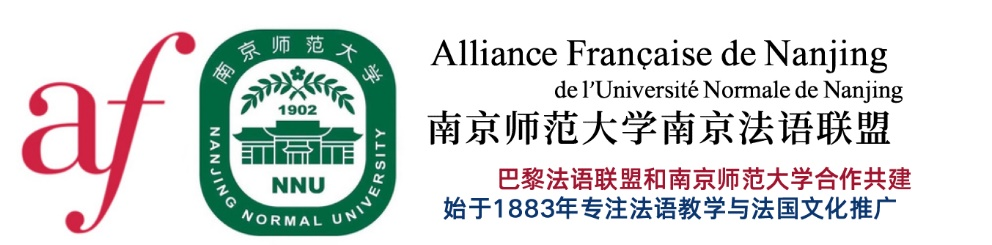 af
南京师范大学
1902
NNU
NANJING NORMAL UNIVERSITY
Alliance Française de Nanjing
de l'Université Normale de Nanjing
南京师范大学南京法语联盟
巴黎法语联盟和南京师范大学合作共建
始于1883年专注法语教学与法国文化推广